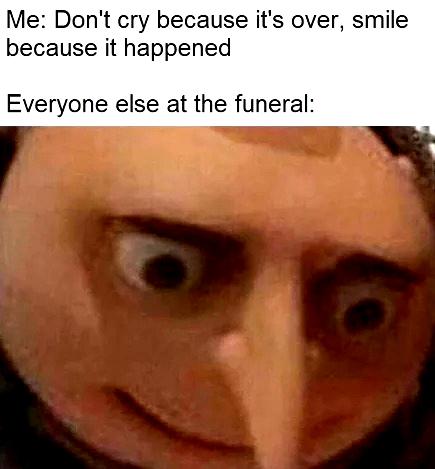 Me: Don't cry because it's over, smile
because it happened
Everyone else at the funeral: